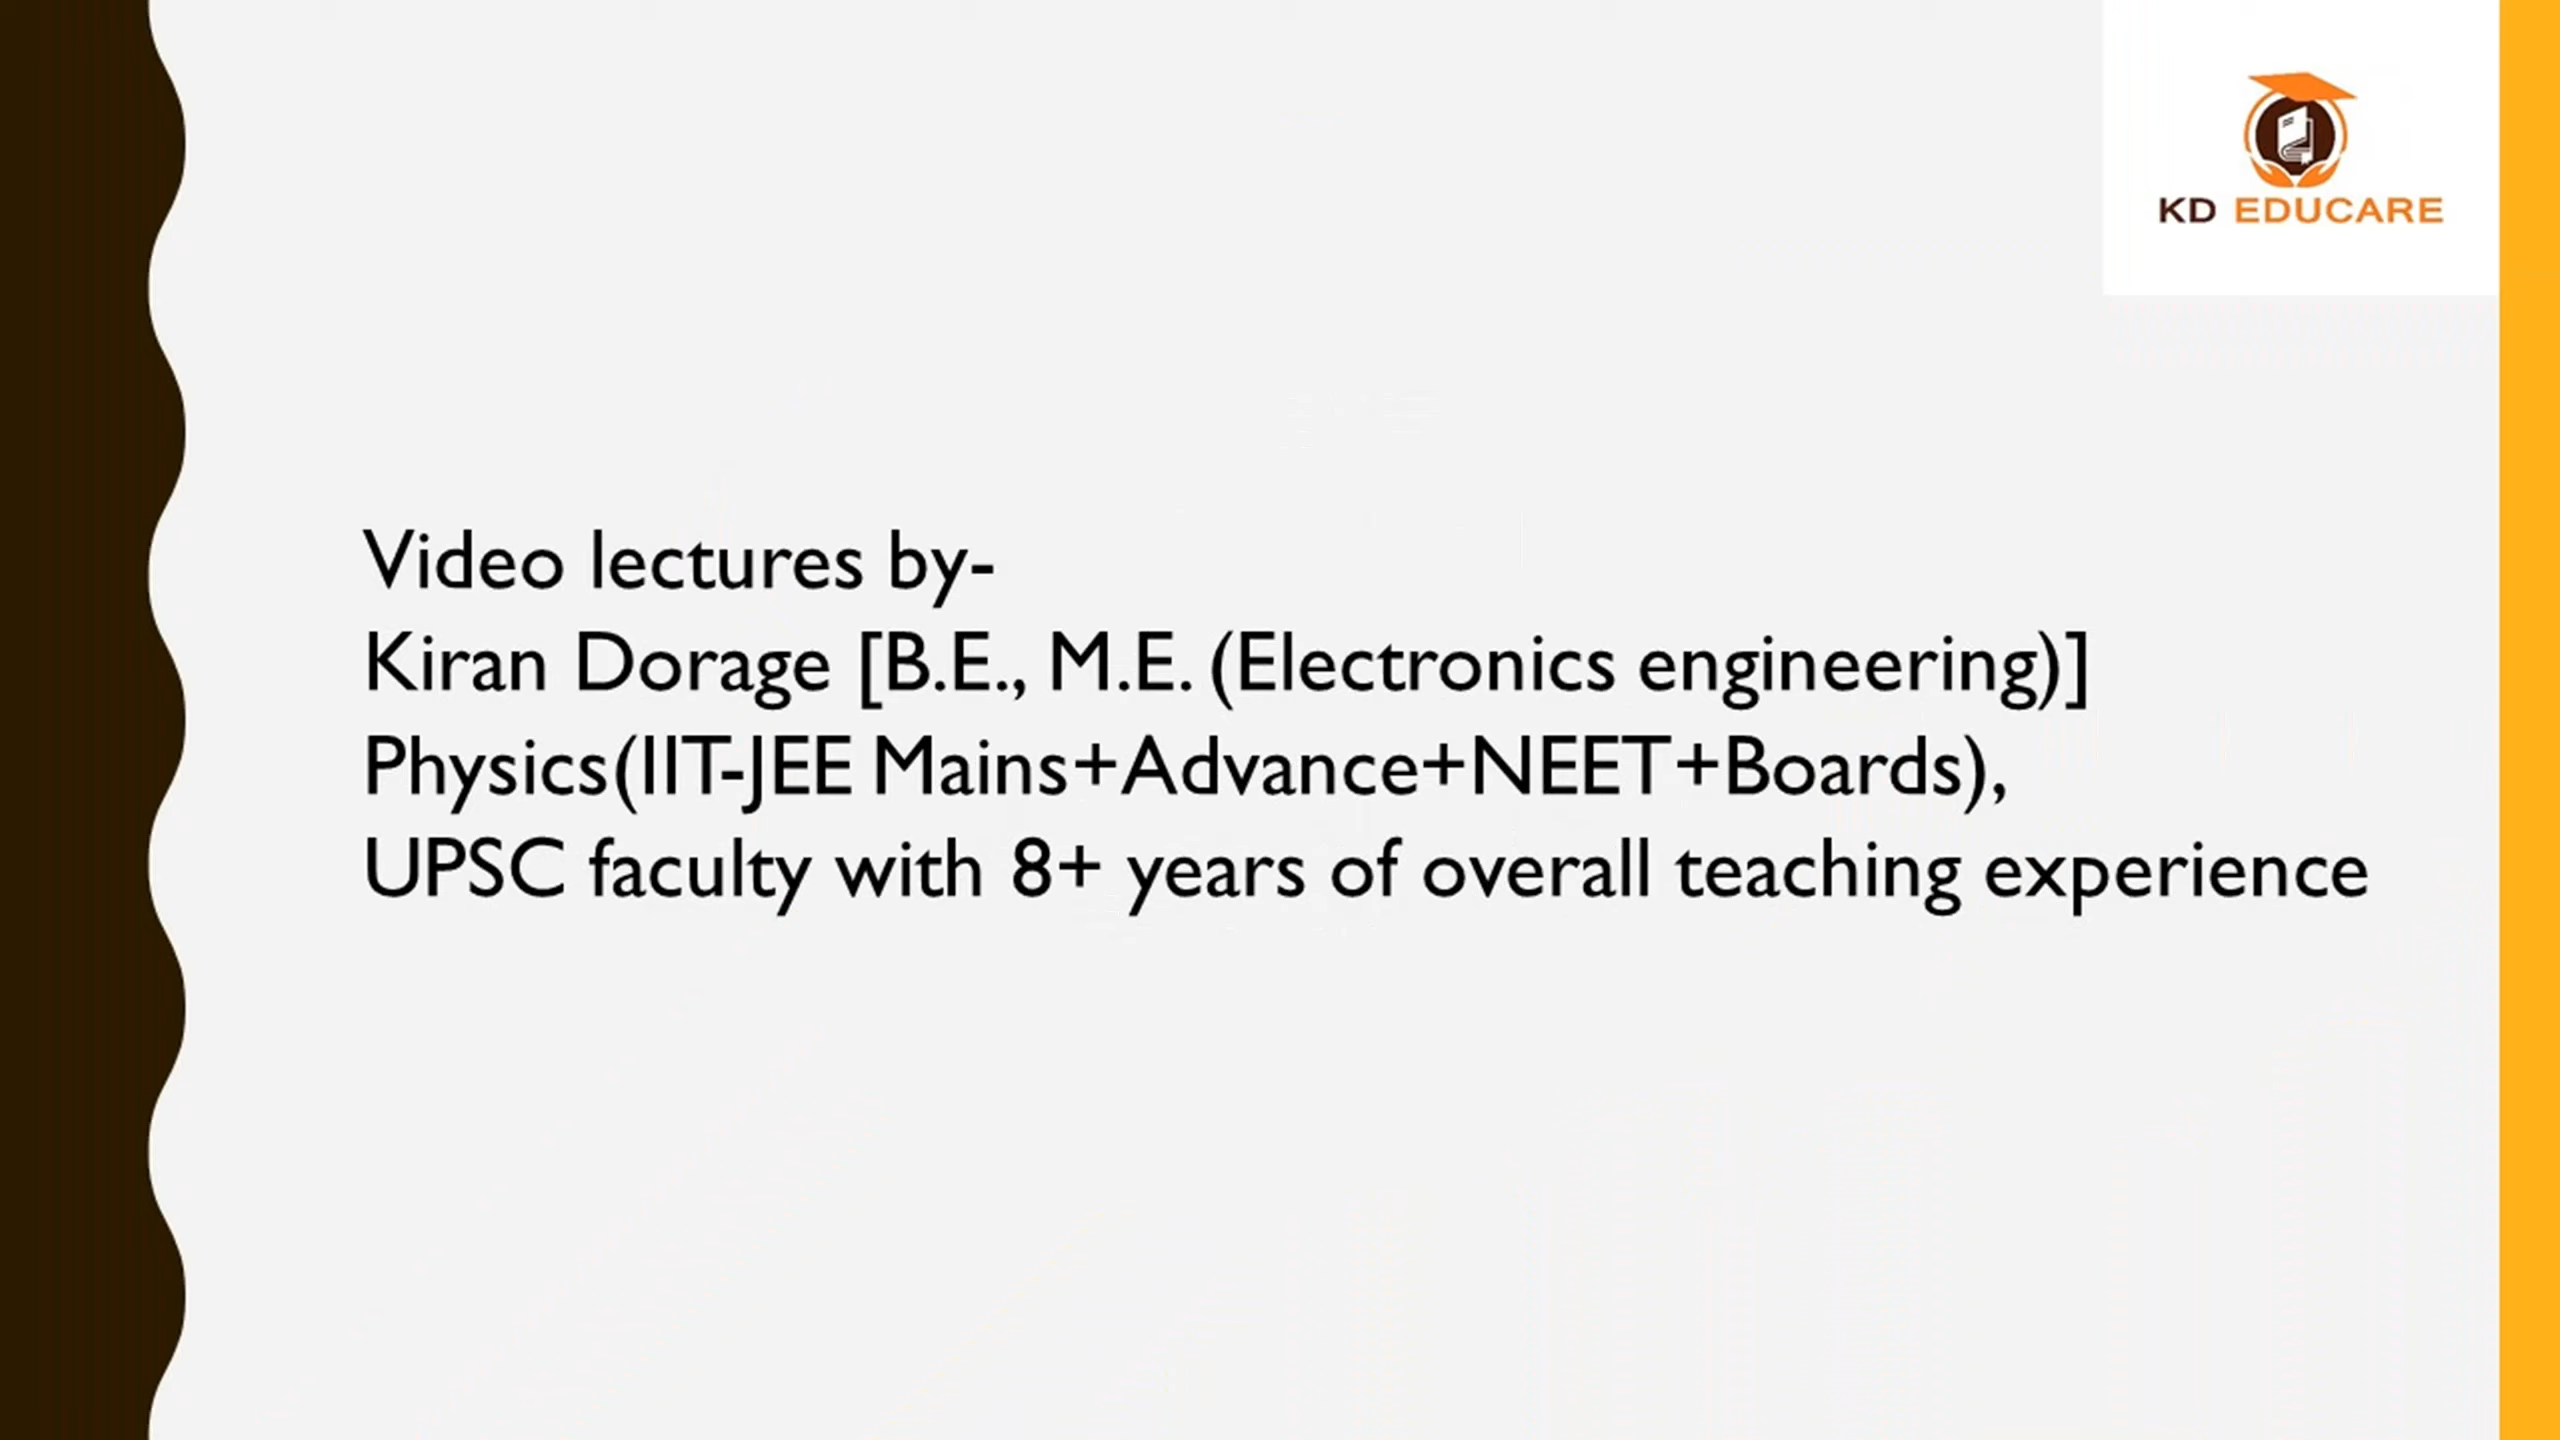 KD EDUCARE
Video lectures by-
Kiran Dorage [B.E., M.E. (Electronics engineering)]
Physics(IIT-JEE Mains+Advance+NEET+Boards),
UPSC faculty with 8+ years of overall teaching experience